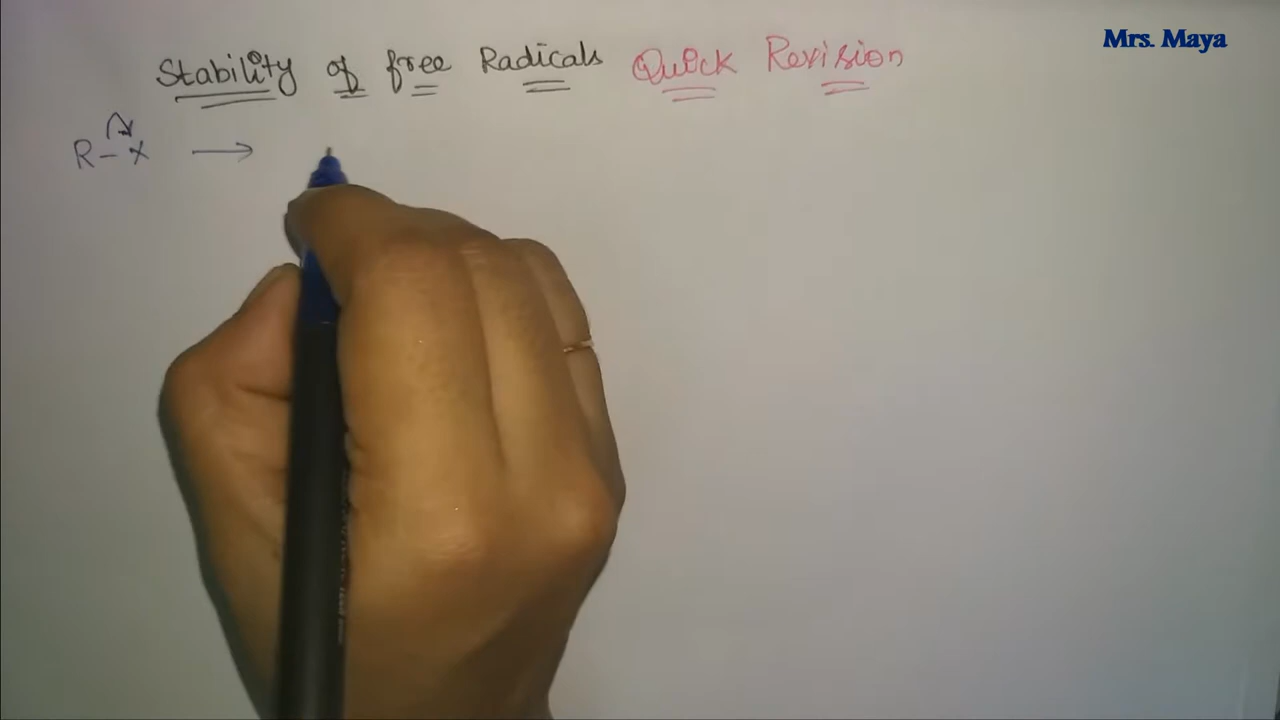 Mrs. Maya
Stability of free Radicals Quick Revision
R - X →